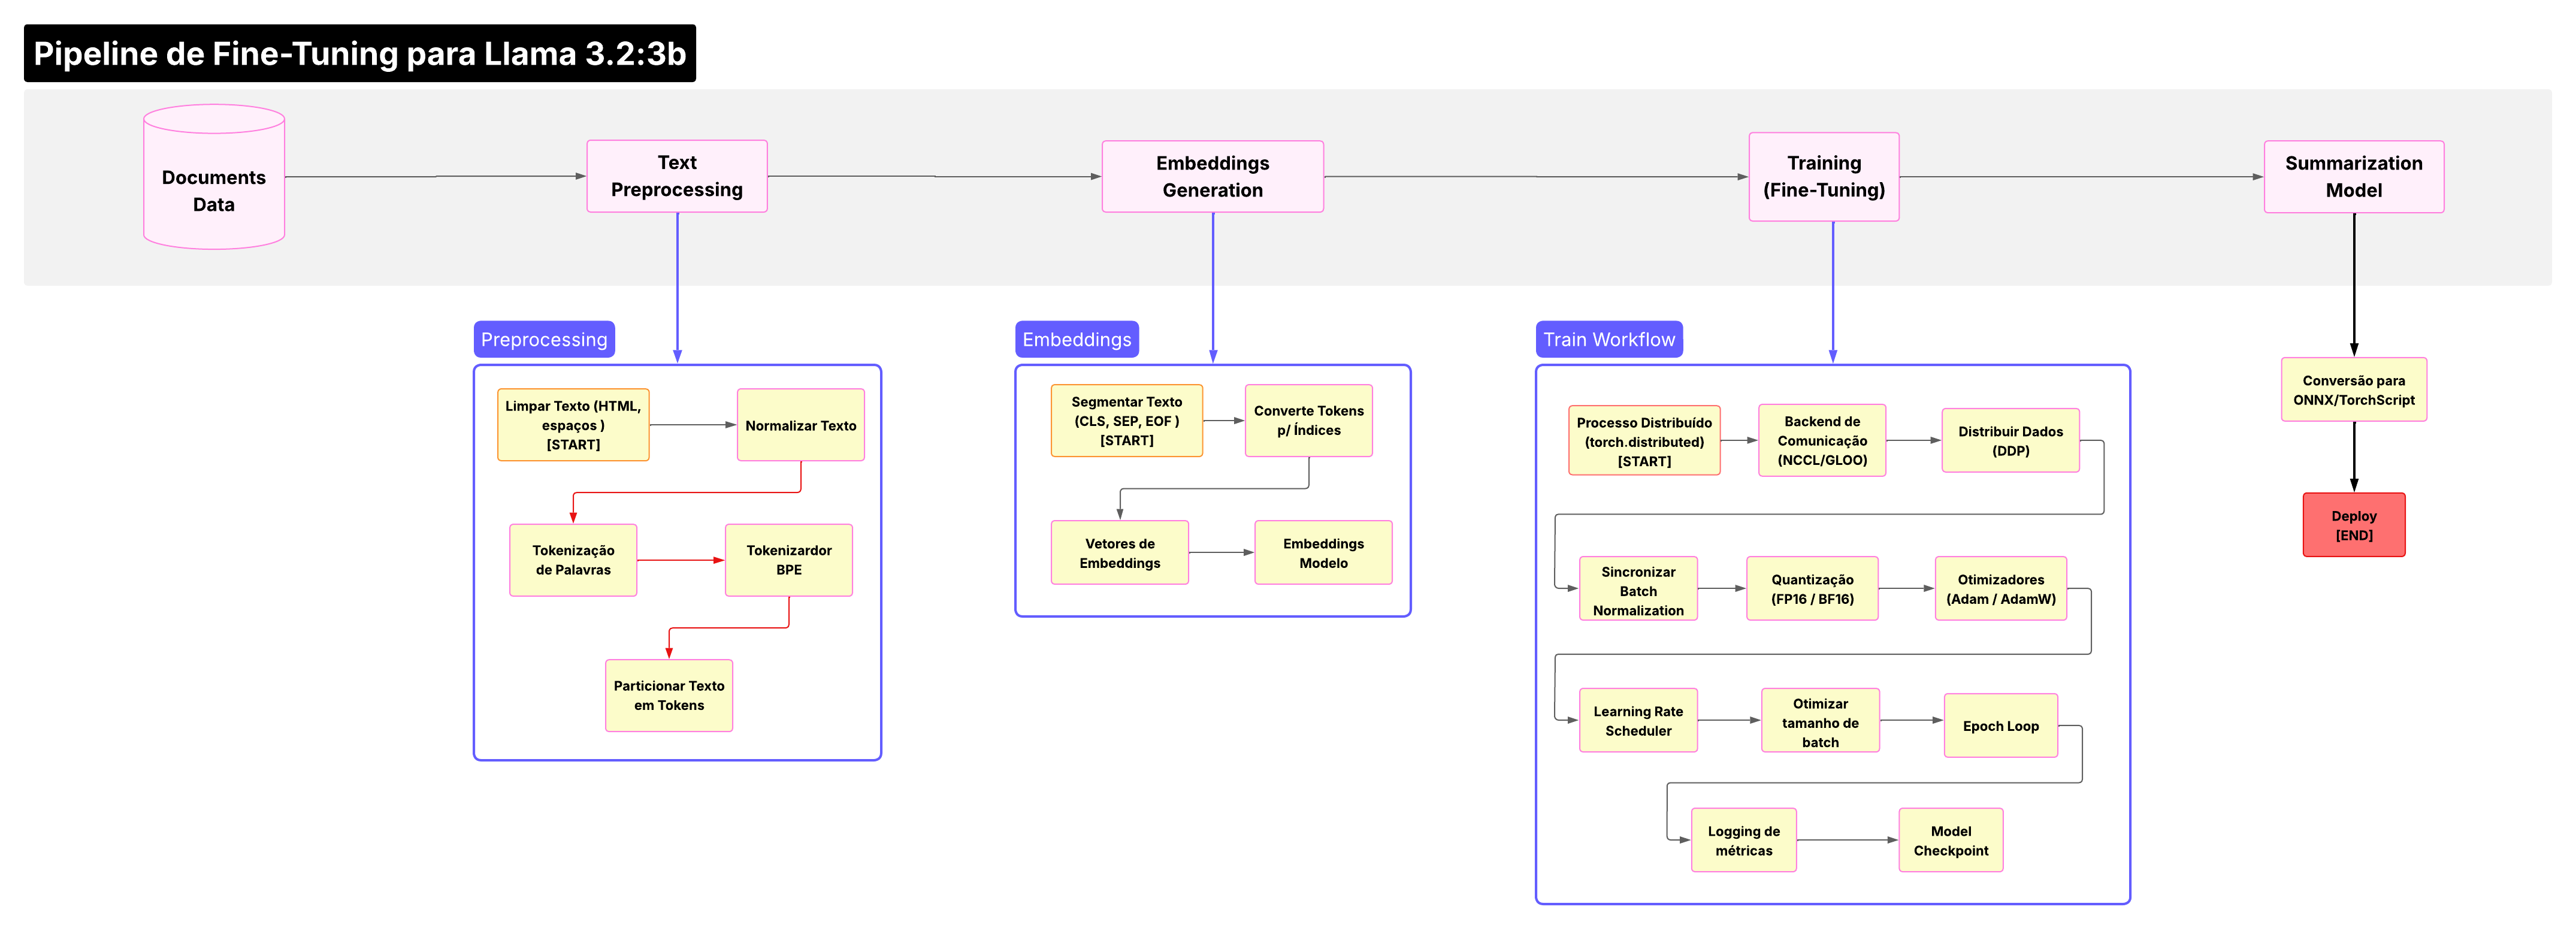 Pipeline de Fine-Tuning para Llama 3.2:3b
Documents
Data
Text
Preprocessing
Embeddings
Generation
Training
(Fine-Tuning)
Summarization
Model
Preprocessing
Limpar Texto (HTML,
espaços )
[START]
Normalizar Texto
Tokenização
de Palavras
Tokenizardor
BPE
Particionar Texto
em Tokens
Embeddings
Segmentar Texto
(CLS, SEP, EOF )
[START]
Converte Tokens
p/ Índices
Vetores de
Embeddings
Embeddings
Modelo
Train Workflow
Processo Distribuído
(torch.distributed)
[START]
Backend de
Comunicação
(NCCL/GLOO)
Distribuir Dados
(DDP)
Sincronizar
Batch
Normalization
Quantização
(FP16 / BF16)
Otimizadores
(Adam / AdamW)
Learning Rate
Scheduler
Otimizar
tamanho de
batch
Epoch Loop
Logging de
métricas
Model
Checkpoint
Conversão para
ONNX/TorchScript
Deploy
[END]